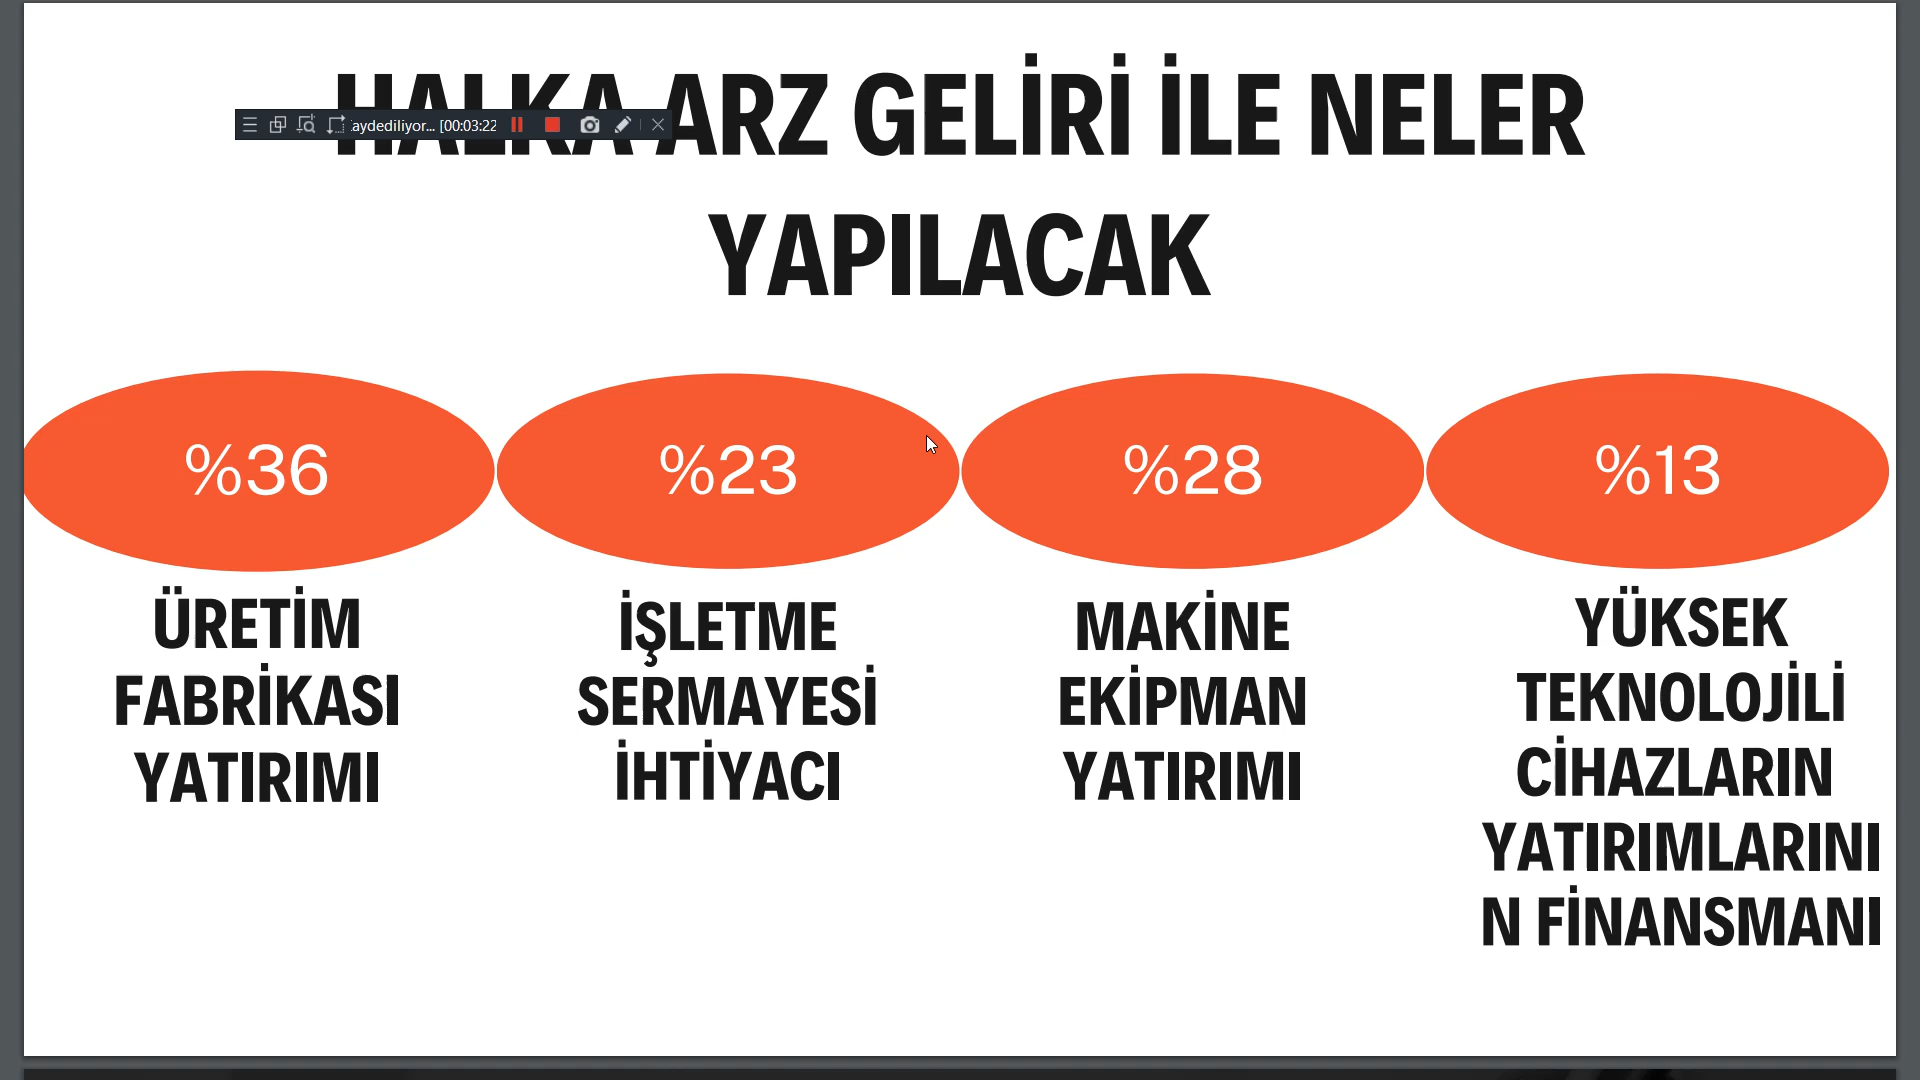 HALKA ARZ GELİRİ İLE NELER
YAPILACAK
aydediliyor... [00:03:22
%36
%23
%28
%13
ÜRETİM
FABRİKASI
YATIRIMI
İŞLETME
SERMAYESİ
İHTİYACI
MAKİNE
EKİPMAN
YATIRIMI
YÜKSEK
TEKNOLOJİLİ
CİHAZLARIN
YATIRIMLARINI
N FİNANSMANI